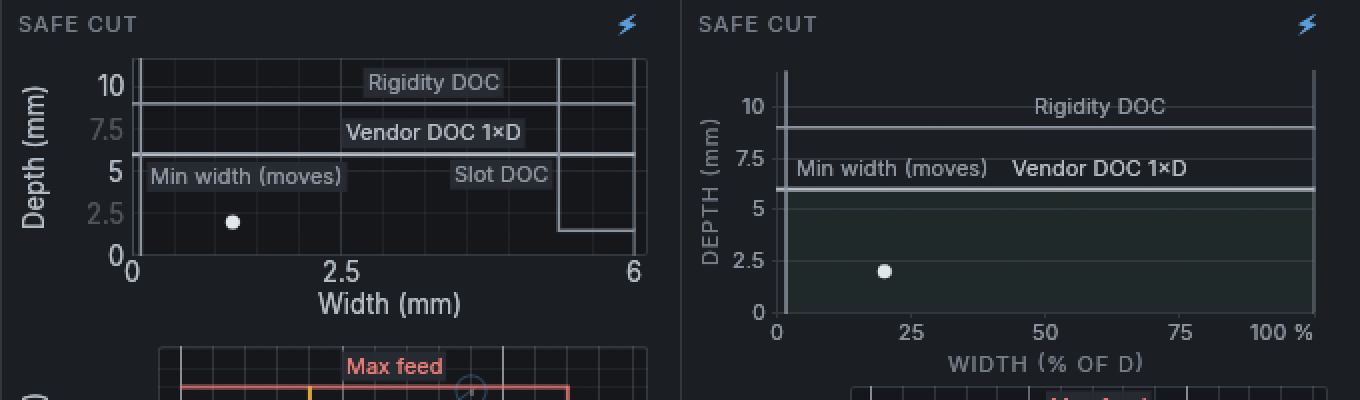 SAFE CUT
Rigidity DOC
Vendor DOC 1×D
Min width (moves)
Slot DOC
Depth (mm)
10
7.5
5
2.5
0
0
2.5
6
Width (mm)
Max feed
SAFE CUT
Rigidity DOC
Min width (moves)
Vendor DOC 1×D
DEPTH (mm)
10
7.5
5
2.5
0
0
25
50
75
100 %
WIDTH (% OF D)